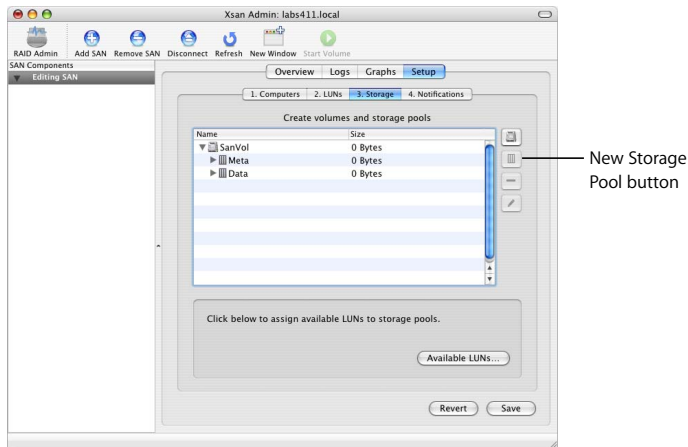 Xsan Admin: labs411.local
RAID Admin Add SAN Remove SAN Disconnect Refresh New Window Start Volume
SAN Components
Editing SAN
Overview Logs Graphs Setup
1. Computers 2. LUNs 3. Storage 4. Notifications
Create volumes and storage pools
Name Size
SanVol 0 Bytes
Meta 0 Bytes
Data 0 Bytes
New Storage
Pool button
Click below to assign available LUNs to storage pools.
Available LUNs...
Revert Save